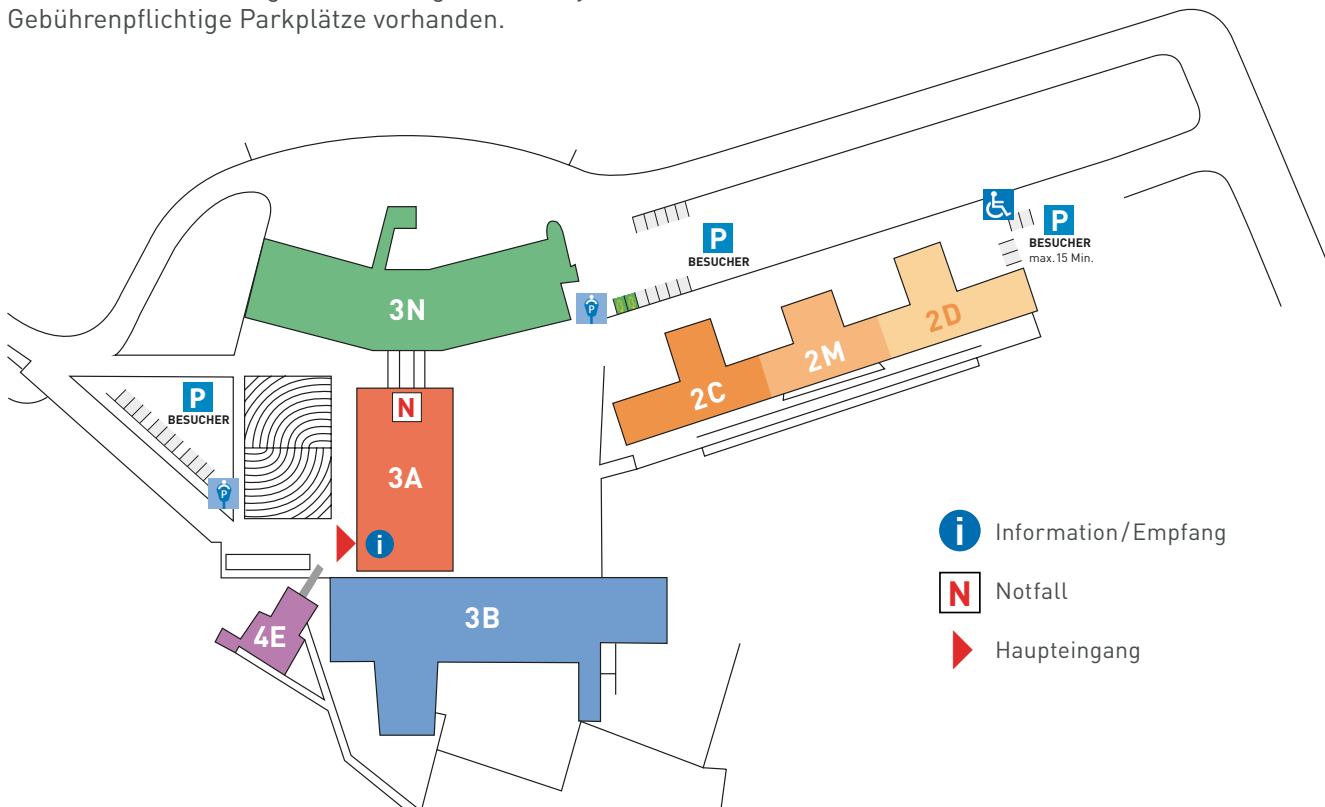 Gebührenpflichtige Parkplätze vorhanden.
P
BESUCHER
max. 15 Min.
P
BESUCHER
P
3N
2D
2M
2C
P
BESUCHER
N
3A
P
i
i Information/Empfang
N Notfall
Haupteingang
3B
4E